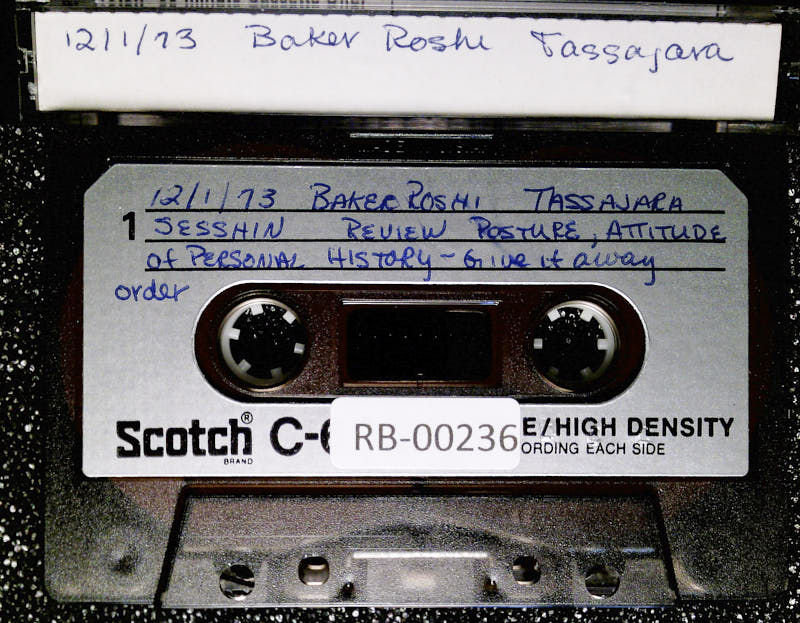 12/1/73 Baker Roshi Tassajara
12/1/73 BAKER ROSHI TASSAJARA
1 SESSHIN REVIEW POSTURE, ATTITUDE
of PERSONAL HISTORY - Give it away
order
Scotch® C-6
BRAND
RB-00236
E/HIGH DENSITY
ORDING EACH SIDE